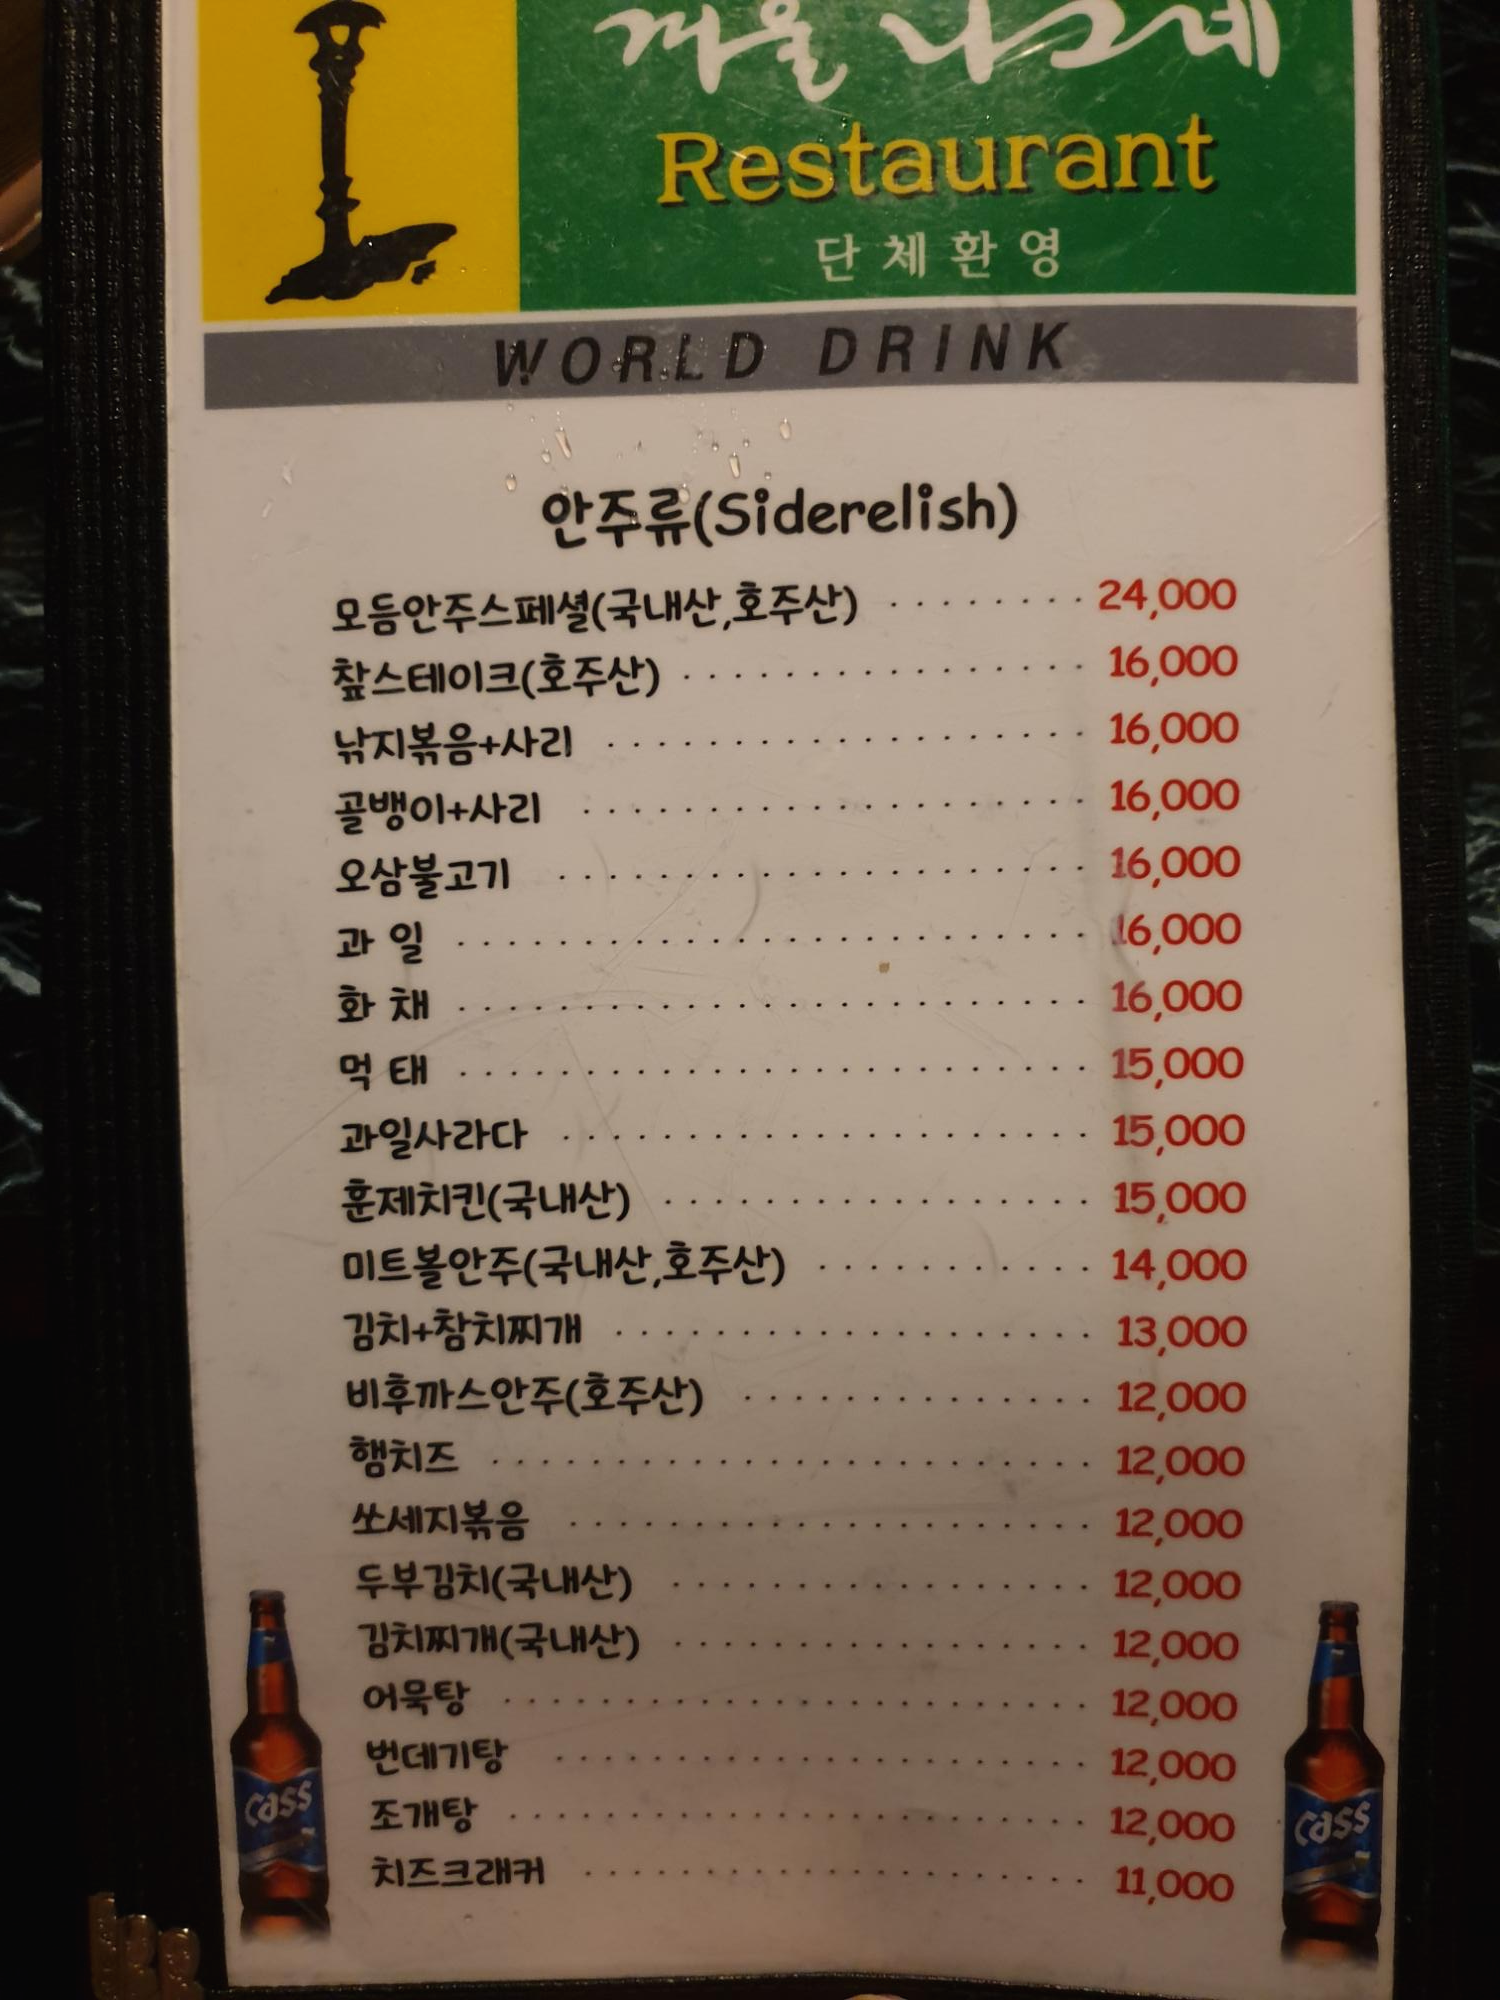 겨울 나그네
Restaurant
단체환영
WORLD DRINK
안주류(Siderelish)
모듬안주스페셜(국내산,호주산) 24,000
찹스테이크(호주산) 16,000
낚지볶음+사리 16,000
골뱅이+사리 16,000
오삼불고기 16,000
과 일 16,000
화 채 16,000
먹 태 15,000
과일사라다 15,000
훈제치킨(국내산) 15,000
미트볼안주(국내산,호주산) 14,000
김치+참치찌개 13,000
비후까스안주(호주산) 12,000
햄치즈 12,000
쏘세지볶음 12,000
두부김치(국내산) 12,000
김치찌개(국내산) 12,000
어묵탕 12,000
번데기탕 12,000
조개탕 12,000
치즈크래커 11,000
Cass
Cass